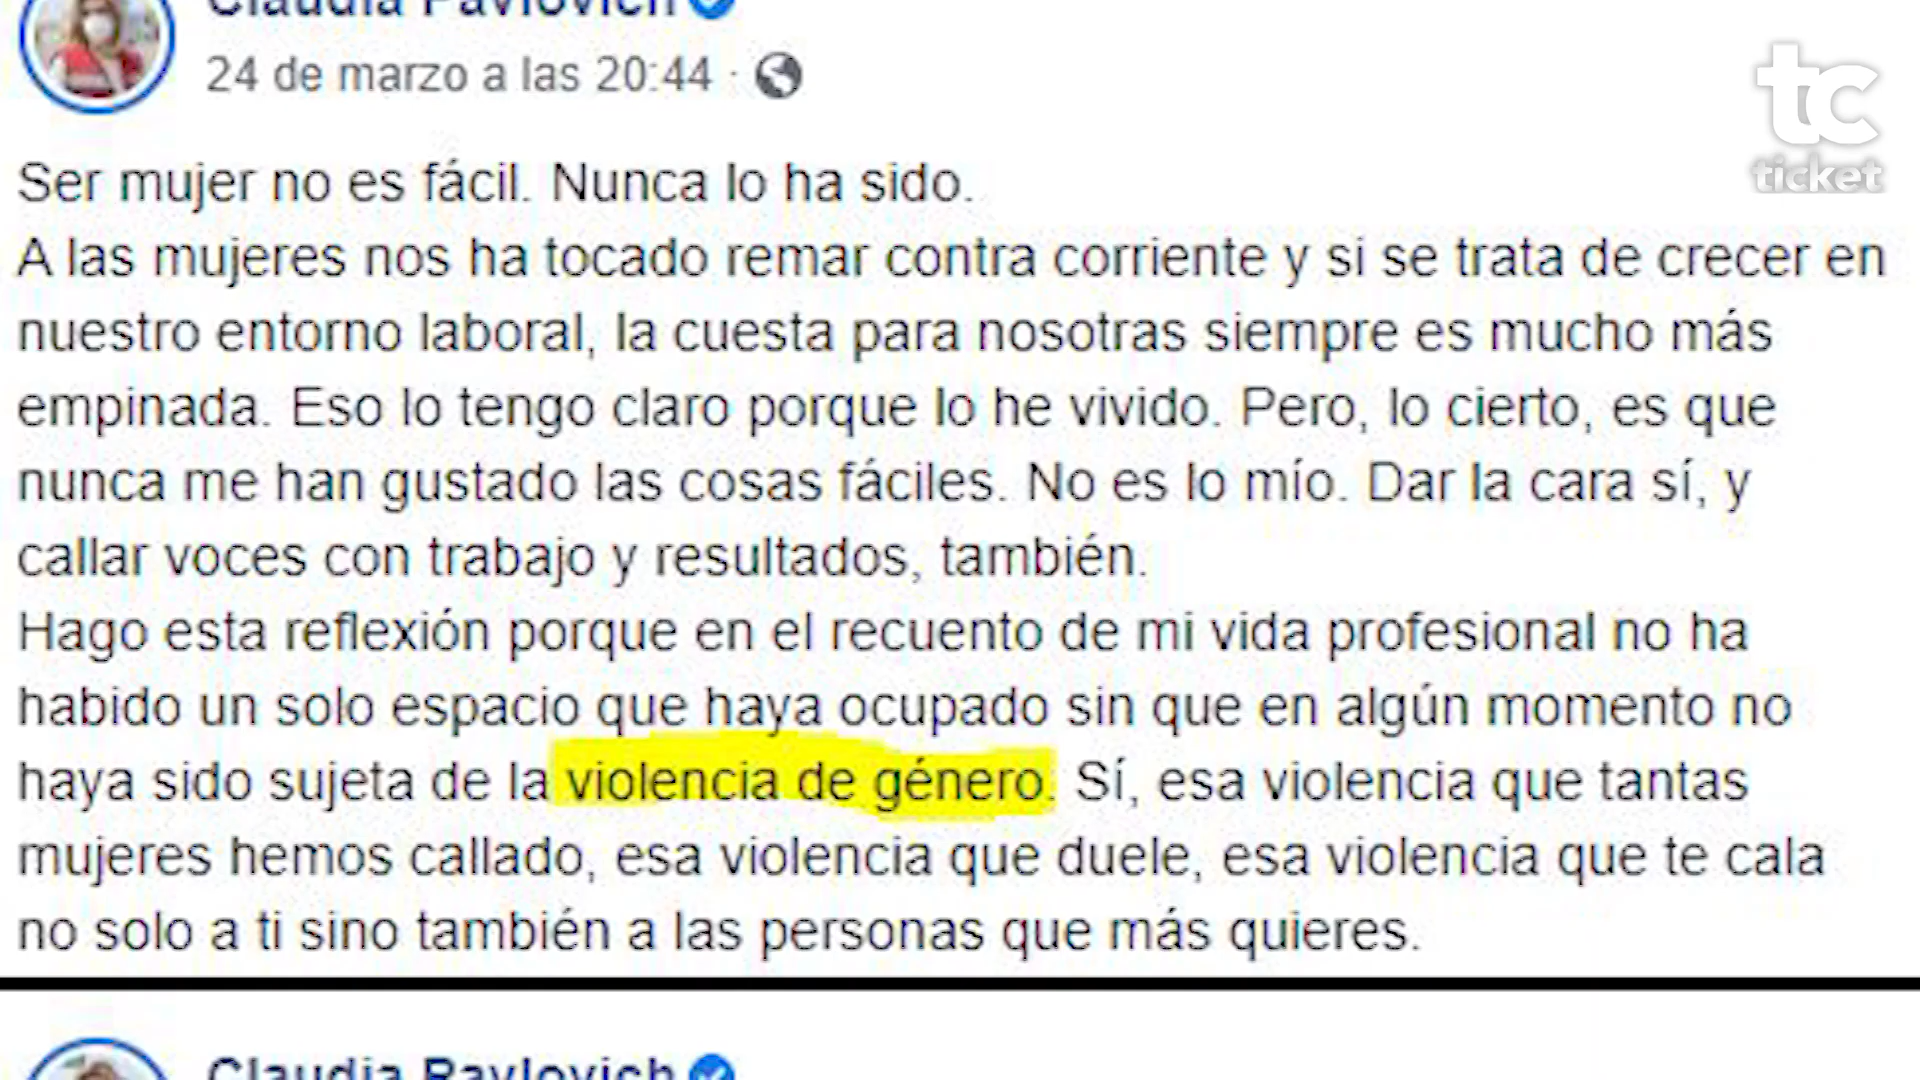 Claudia Pavlovich
24 de marzo a las 20:44 ·
tc
ticket
Ser mujer no es fácil. Nunca lo ha sido.
A las mujeres nos ha tocado remar contra corriente y si se trata de crecer en
nuestro entorno laboral, la cuesta para nosotras siempre es mucho más
empinada. Eso lo tengo claro porque lo he vivido. Pero, lo cierto, es que
nunca me han gustado las cosas fáciles. No es lo mío. Dar la cara sí, y
callar voces con trabajo y resultados, también.
Hago esta reflexión porque en el recuento de mi vida profesional no ha
habido un solo espacio que haya ocupado sin que en algún momento no
haya sido sujeta de la violencia de género. Sí, esa violencia que tantas
mujeres hemos callado, esa violencia que duele, esa violencia que te cala
no solo a ti sino también a las personas que más quieres.
Claudia Pavlovich